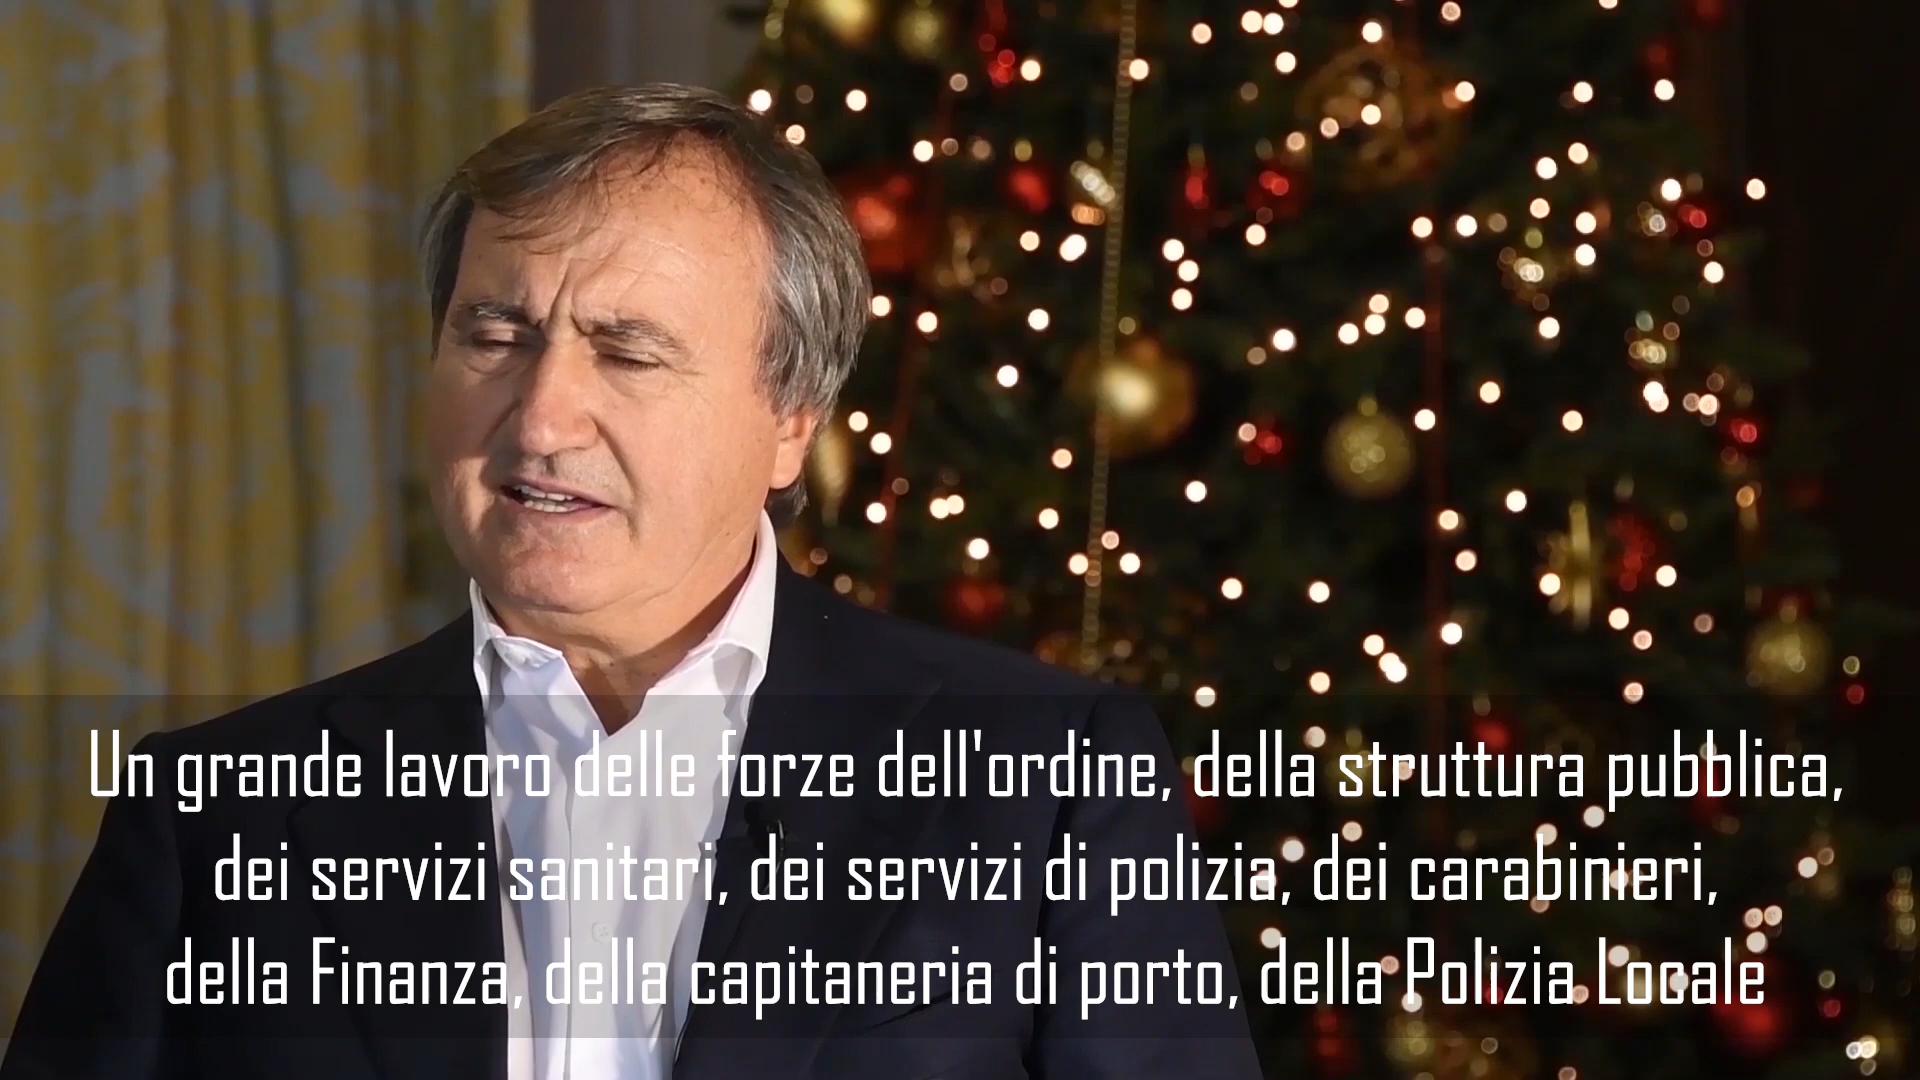 Un grande lavoro delle forze dell'ordine, della struttura pubblica,
dei servizi sanitari, dei servizi di polizia, dei carabinieri,
della Finanza, della capitaneria di porto, della Polizia Locale